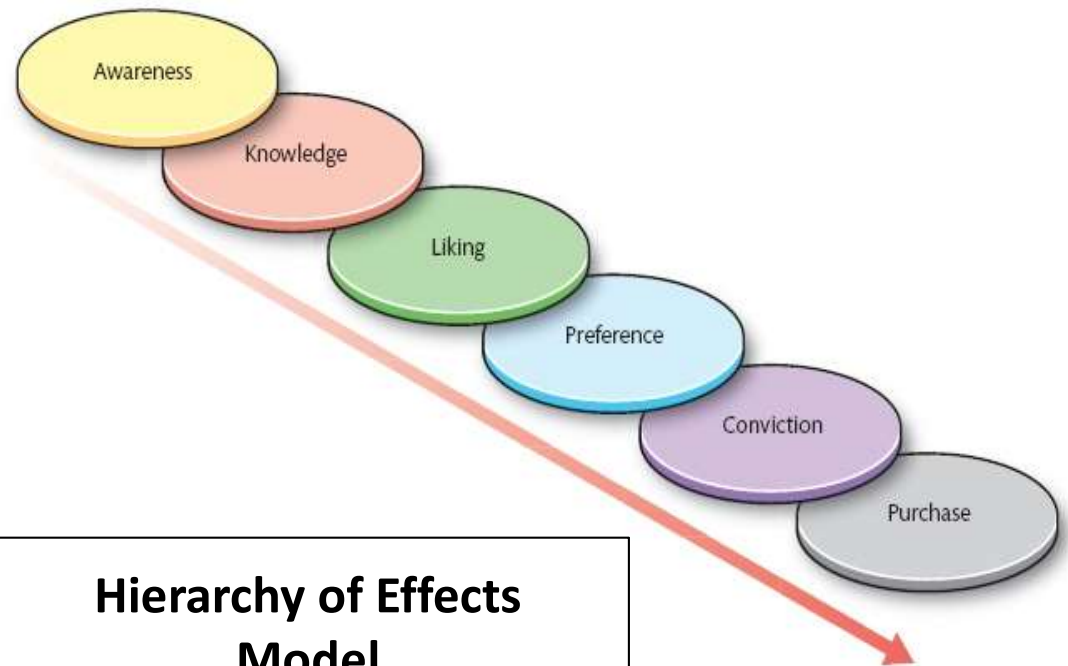 Awareness
Knowledge
Liking
Preference
Conviction
Purchase
Hierarchy of Effects
Model